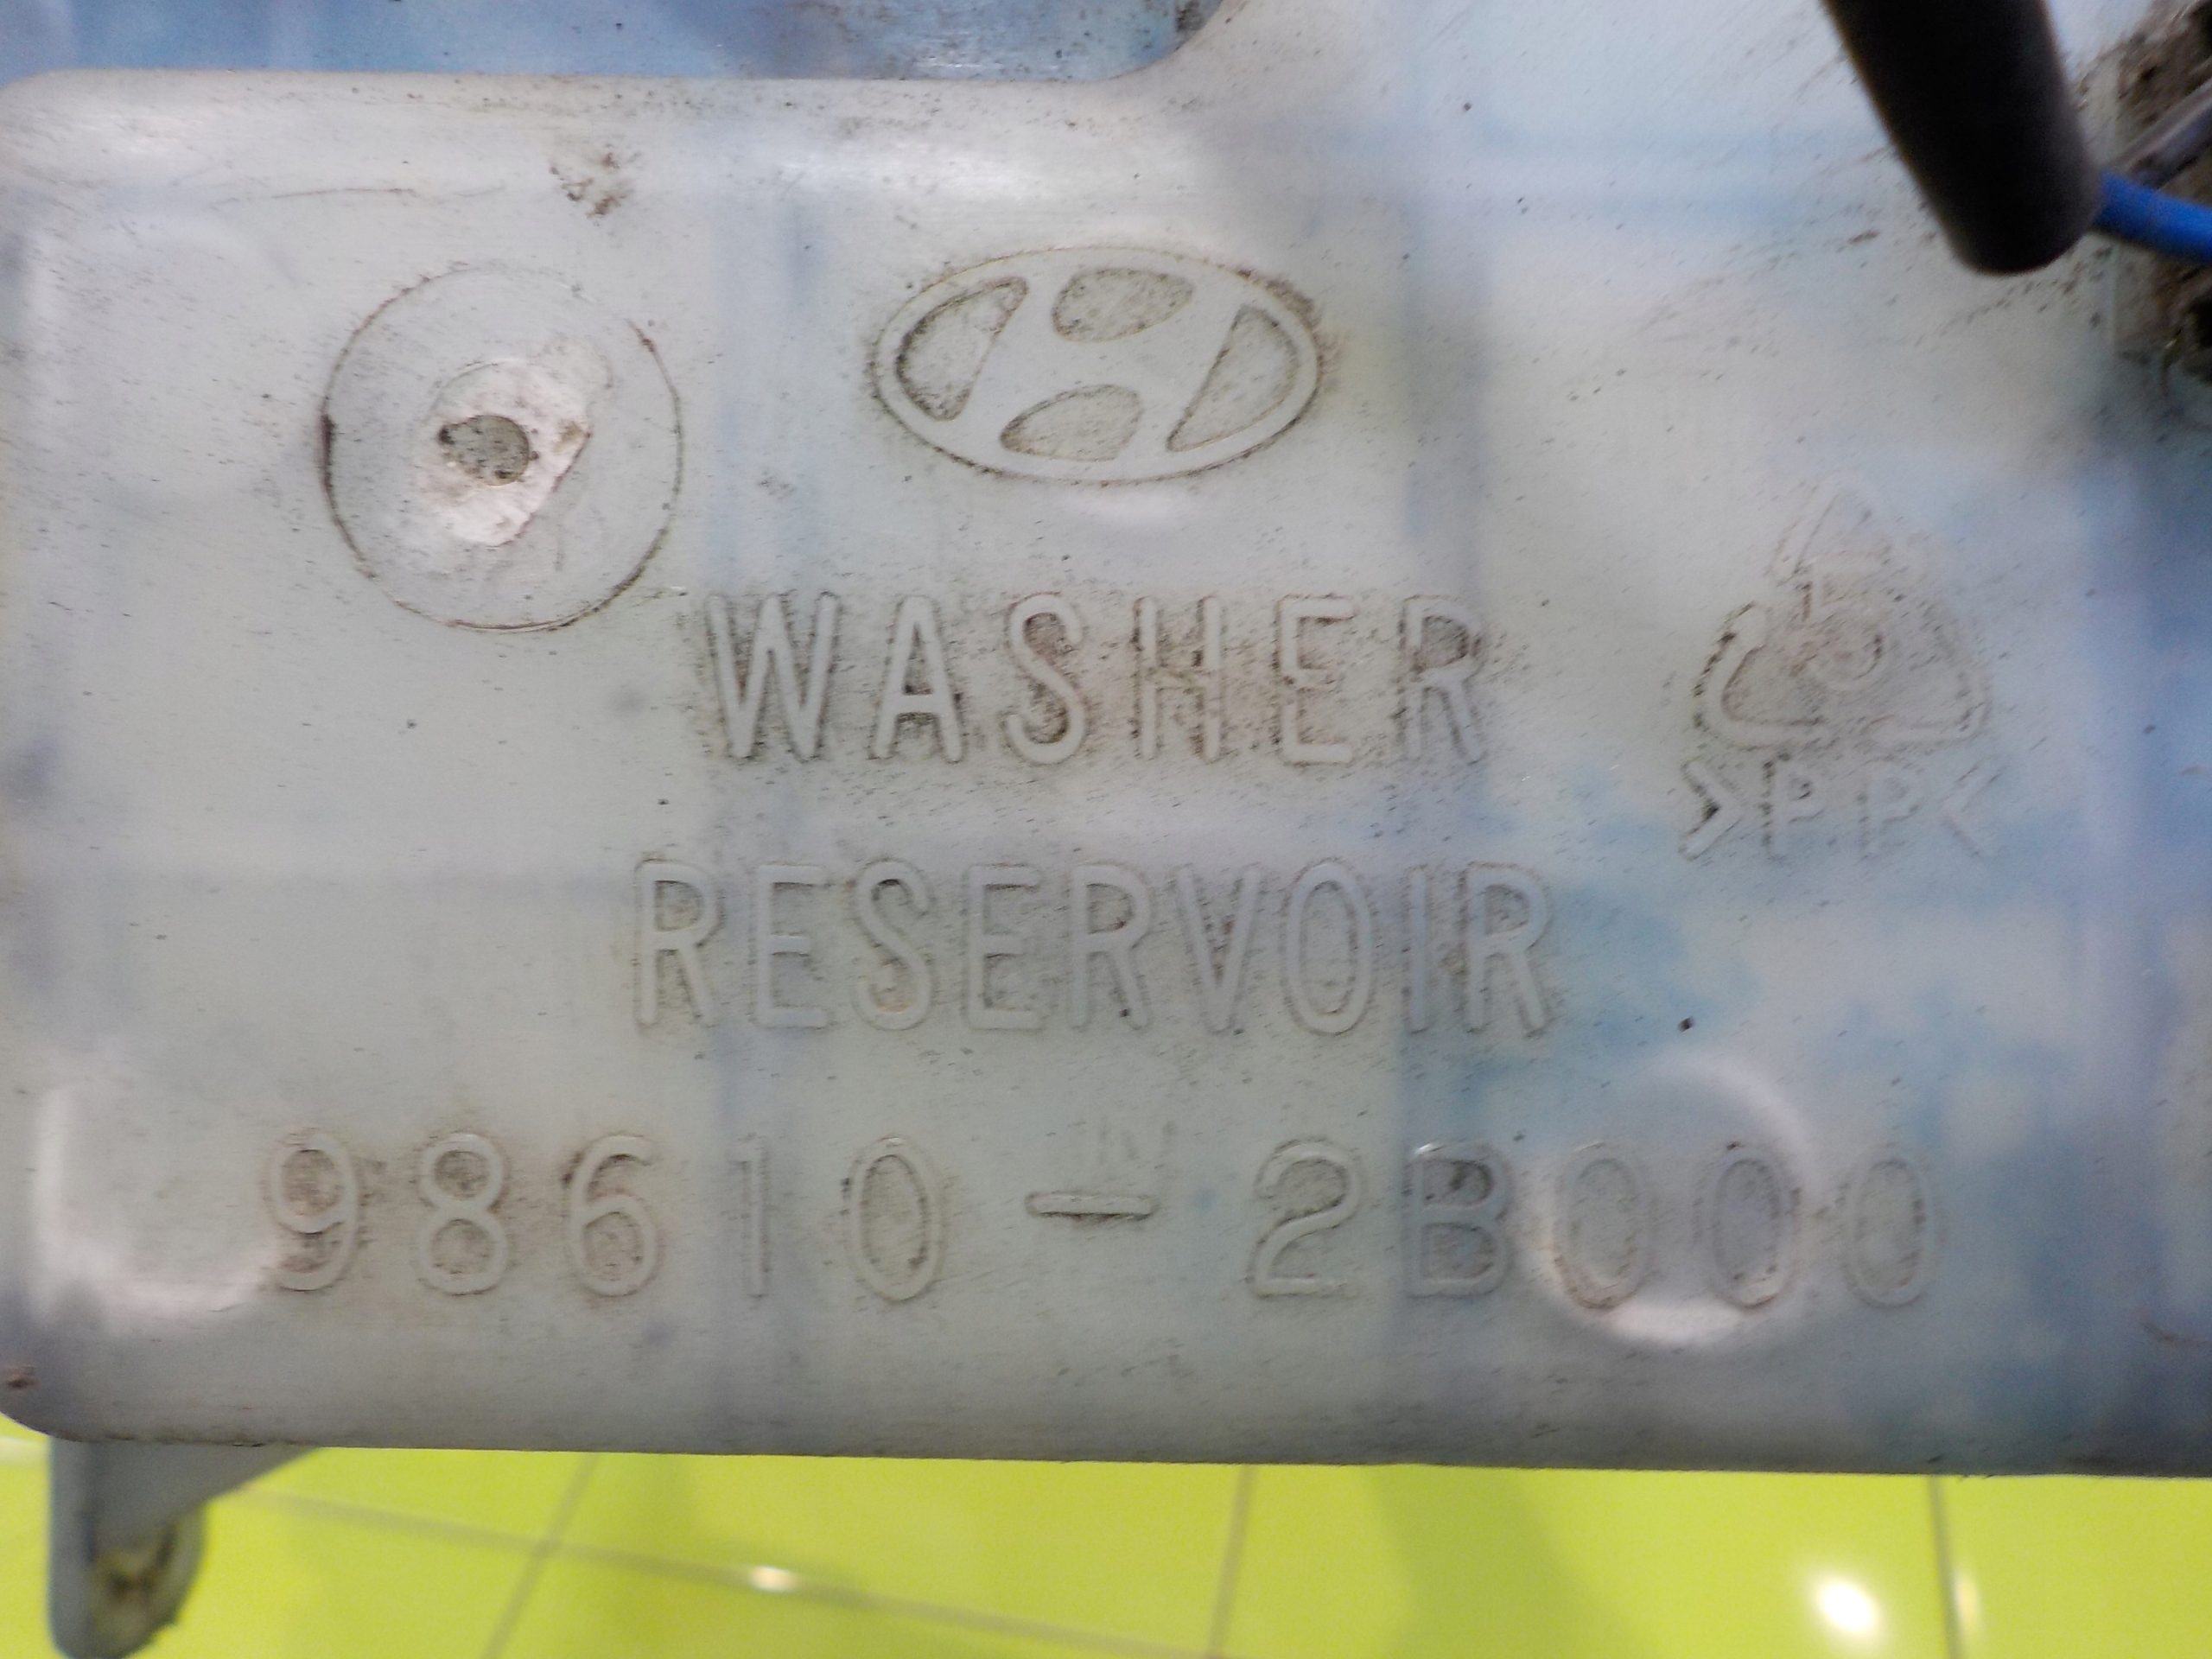 WASHER
>PP<
RESERVOIR
98610-2B000